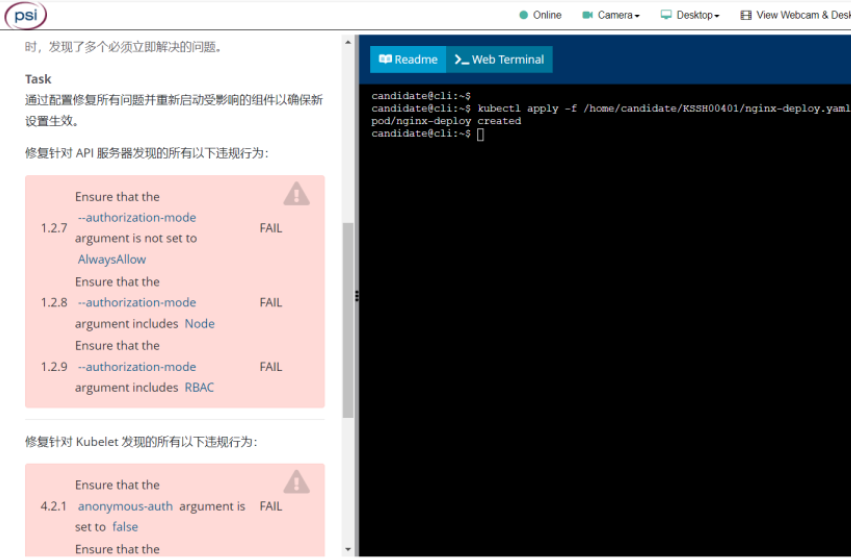 psi
Online
Camera
Desktop
View Webcam & Desk
时，发现了多个必须立即解决的问题。
Task
通过配置修复所有问题并重新启动受影响的组件以确保新
设置生效。
修复针对 API 服务器发现的所有以下违规行为：
Ensure that the
--authorization-mode
1.2.7 argument is not set to FAIL
AlwaysAllow
Ensure that the
1.2.8 --authorization-mode FAIL
argument includes Node
Ensure that the
1.2.9 --authorization-mode FAIL
argument includes RBAC
修复针对 Kubelet 发现的所有以下违规行为：
Ensure that the
4.2.1 anonymous-auth argument is FAIL
set to false
Ensure that the
Readme
Web Terminal
candidate@cli:~$
candidate@cli:~$ kubectl apply -f /home/candidate/KSSH00401/nginx-deploy.yaml
pod/nginx-deploy created
candidate@cli:~$